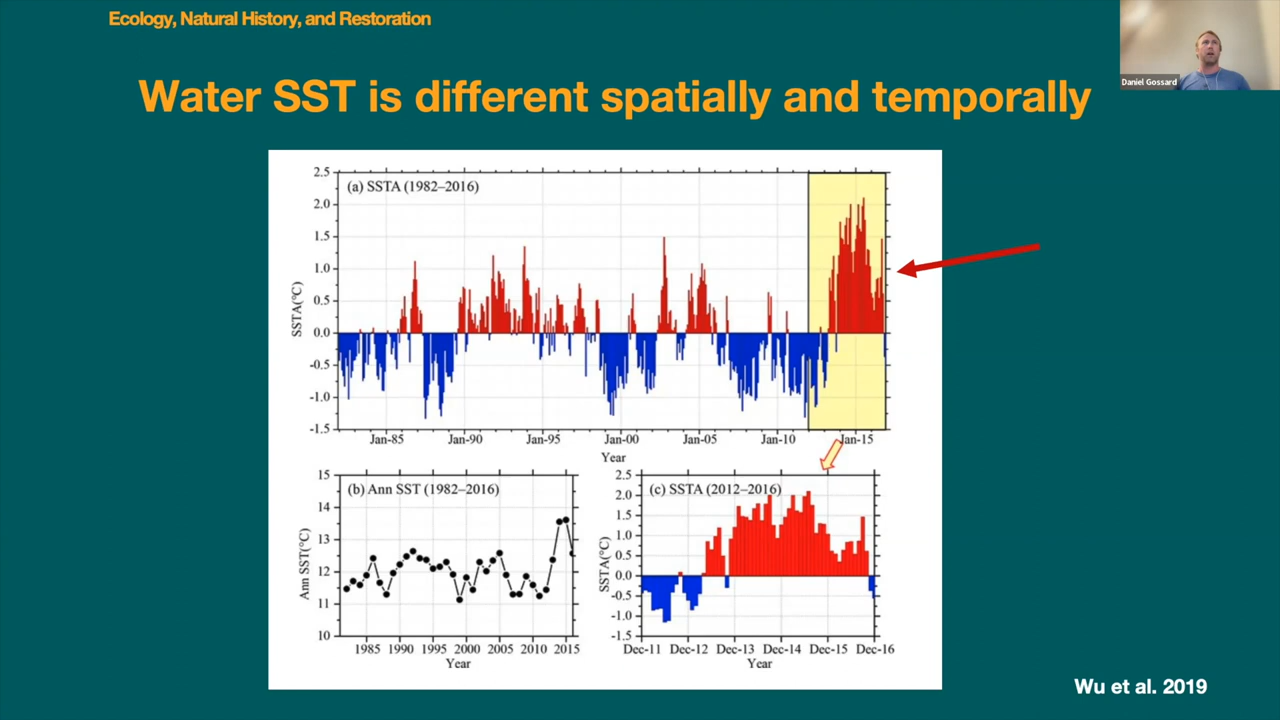 Ecology, Natural History, and Restoration
Daniel Gossard
Water SST is different spatially and temporally
(a) SSTA (1982–2016)
SSTA(°C)
2.5
2.0
1.5
1.0
0.5
0.0
-0.5
-1.0
-1.5
Jan-85 Jan-90 Jan-95 Jan-00 Jan-05 Jan-10 Jan-15
Year
(b) Ann SST (1982–2016)
Ann SST(°C)
15
14
13
12
11
10
1985 1990 1995 2000 2005 2010 2015
Year
(c) SSTA (2012–2016)
SSTA(°C)
2.5
2.0
1.5
1.0
0.5
0.0
-0.5
-1.0
-1.5
Dec-11 Dec-12 Dec-13 Dec-14 Dec-15 Dec-16
Year
Wu et al. 2019